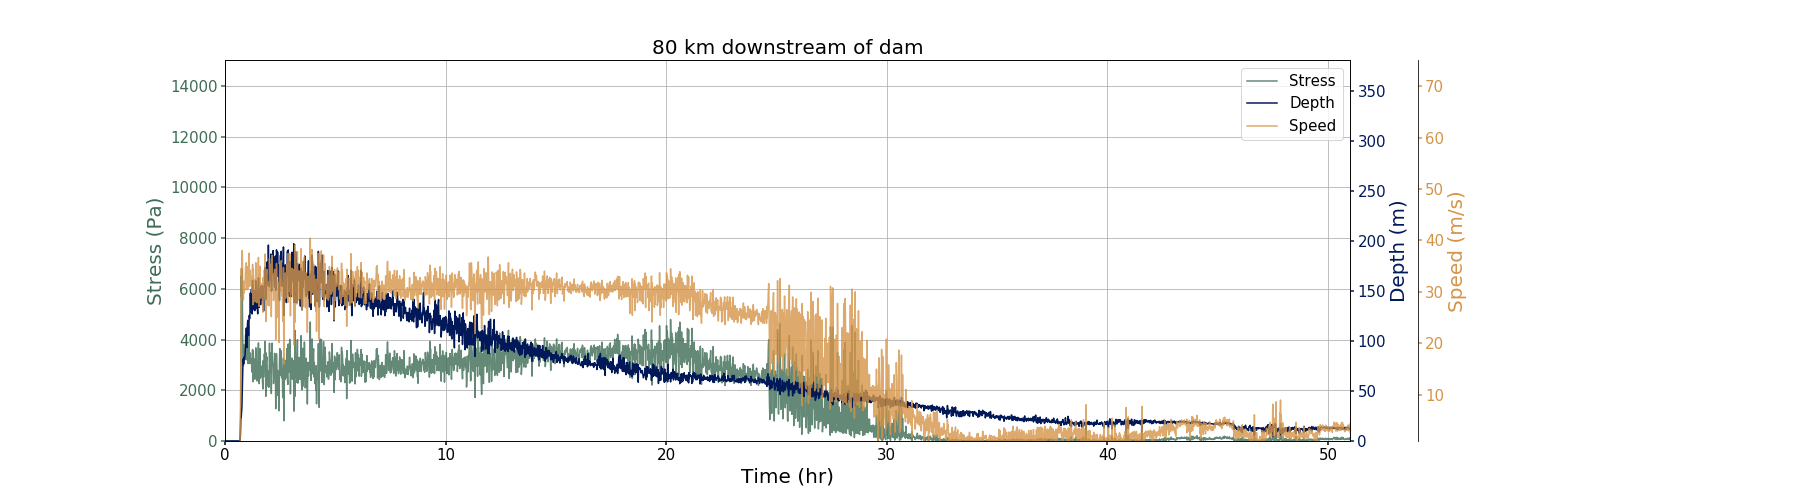 80 km downstream of dam
Stress
Depth
Speed
Stress (Pa)
14000
12000
10000
8000
6000
4000
2000
0
Depth (m)
350
300
250
200
150
100
50
0
Speed (m/s)
70
60
50
40
30
20
10
0 10 20 30 40 50
Time (hr)